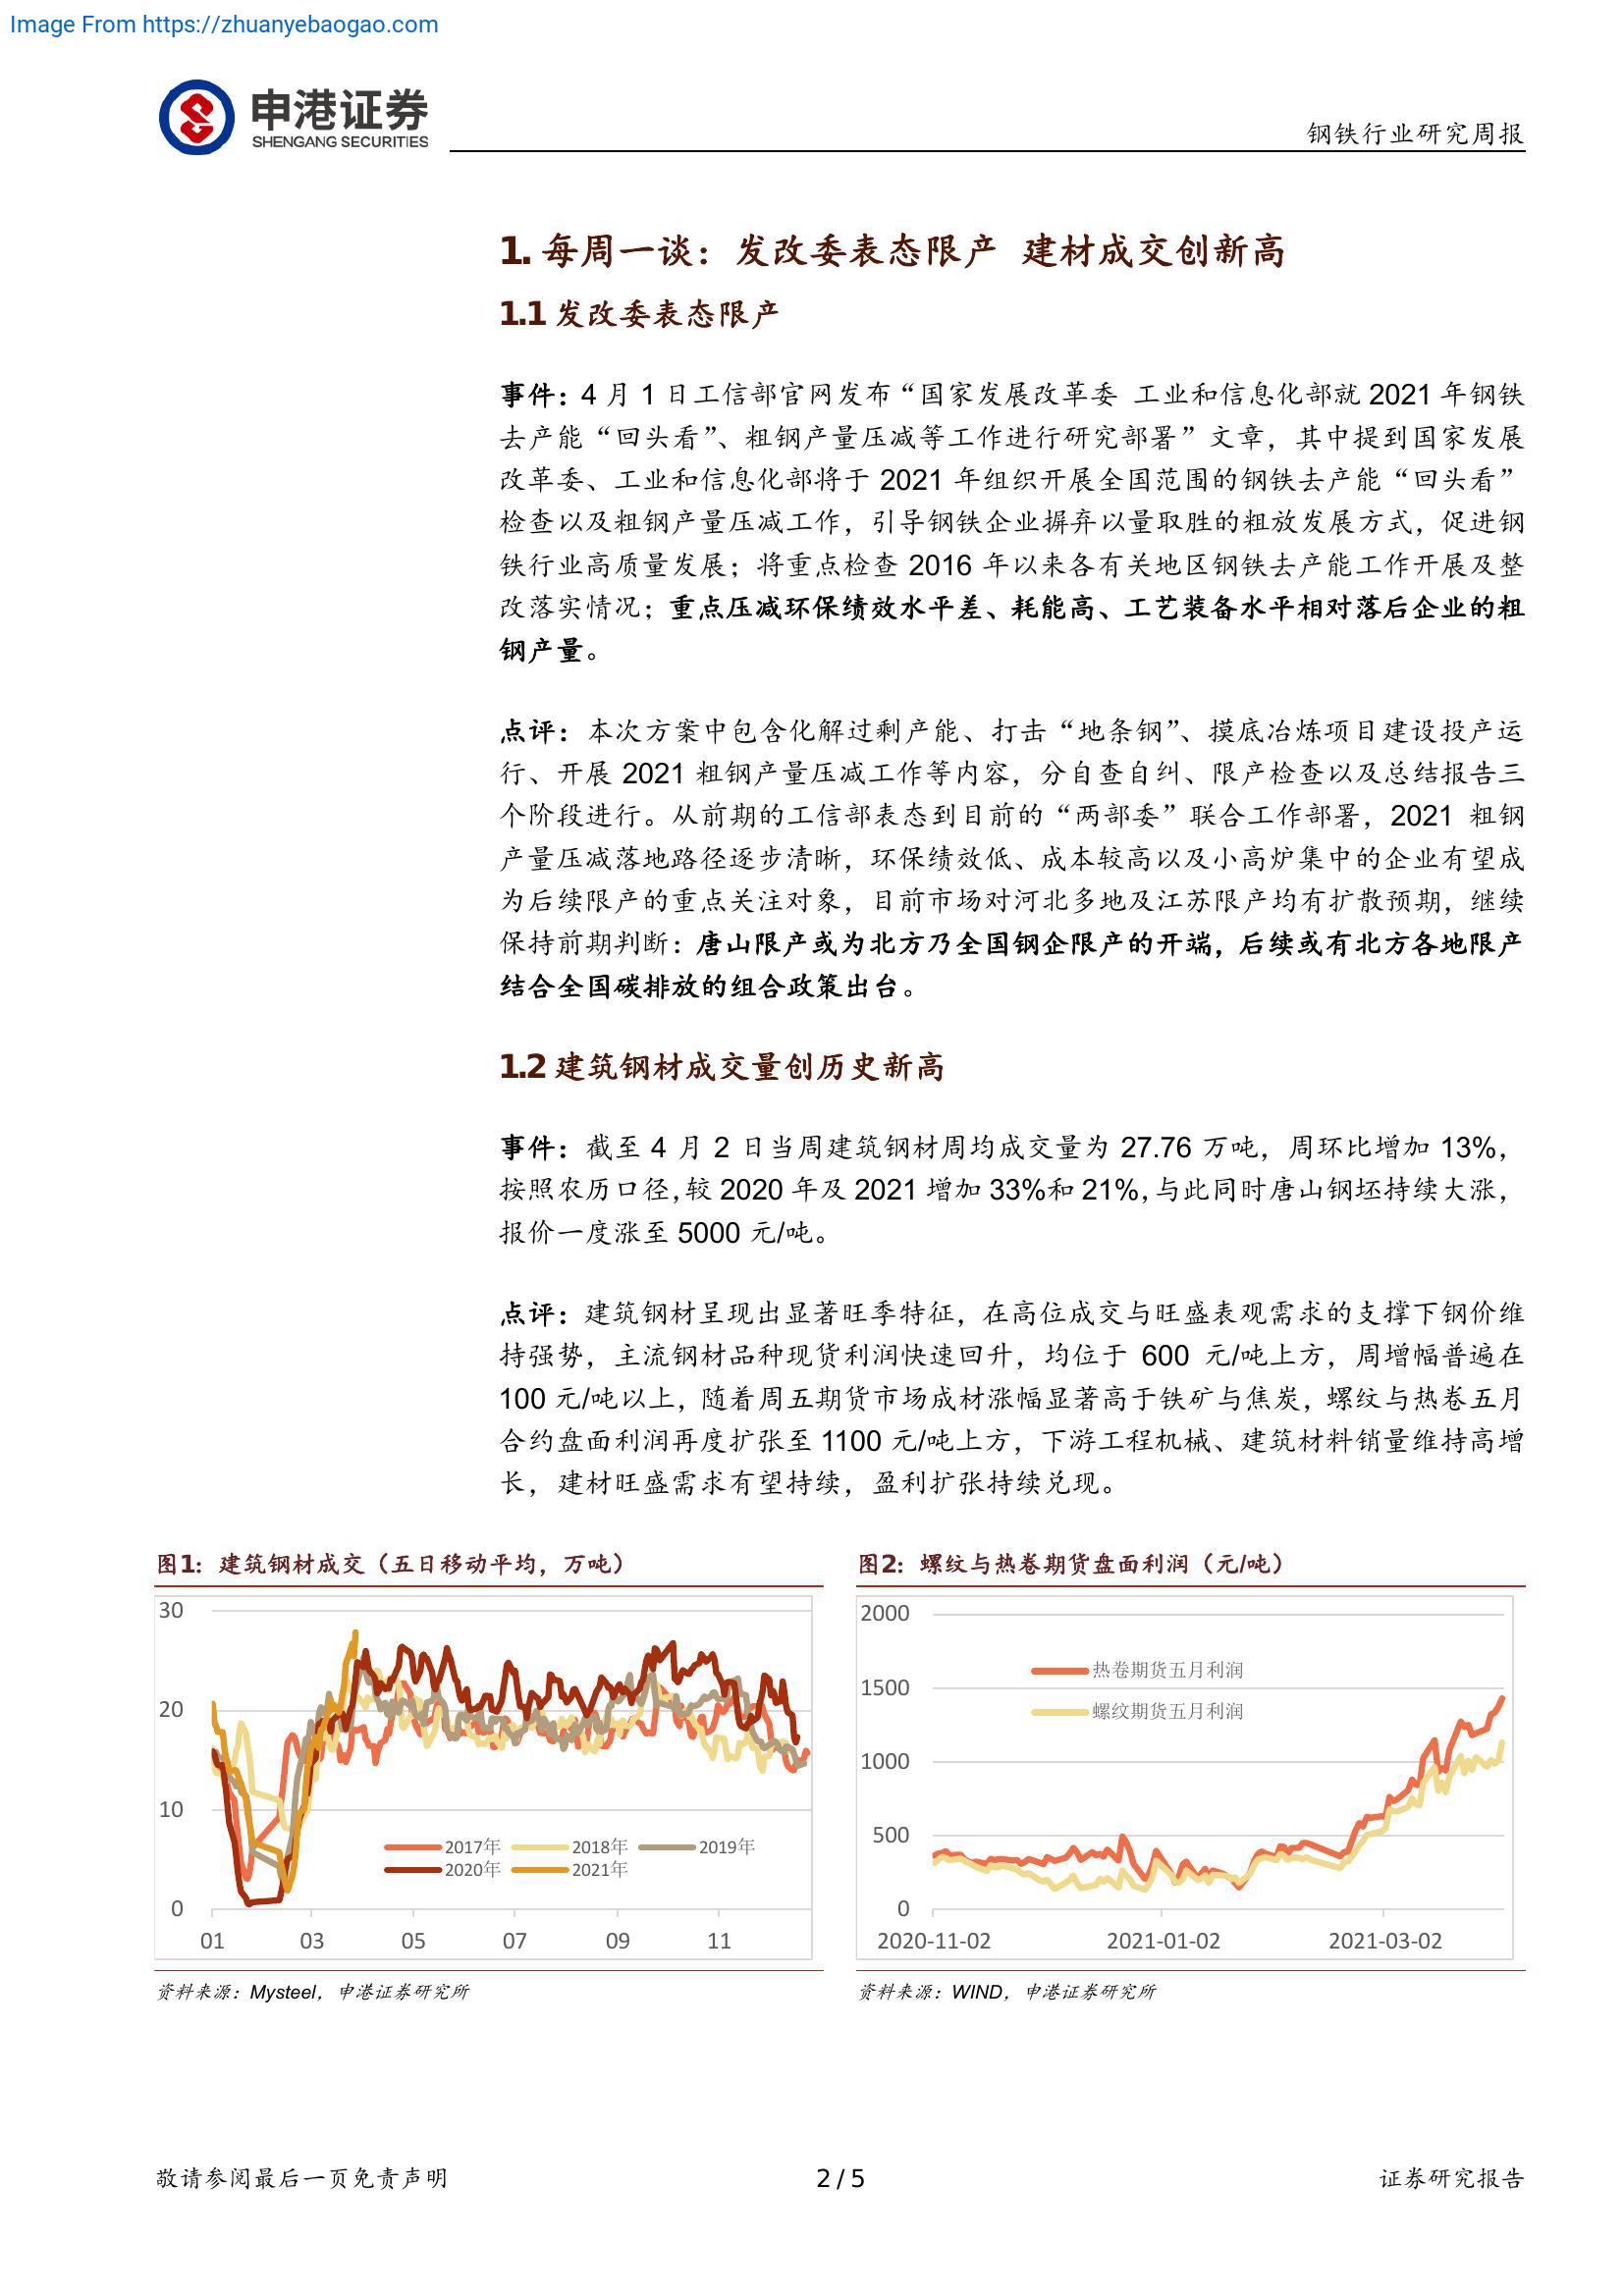 Image From https://zhuanyebaogao.com
申港证券
SHENGANG SECURITIES
钢铁行业研究周报
1. 每周一谈：发改委表态限产 建材成交创新高
1.1 发改委表态限产
事件：4 月 1 日工信部官网发布“国家发展改革委 工业和信息化部就 2021 年钢铁
去产能“回头看”、粗钢产量压减等工作进行研究部署”文章，其中提到国家发展
改革委、工业和信息化部将于 2021 年组织开展全国范围的钢铁去产能“回头看”
检查以及粗钢产量压减工作，引导钢铁企业摒弃以量取胜的粗放发展方式，促进钢
铁行业高质量发展；将重点检查 2016 年以来各有关地区钢铁去产能工作开展及整
改落实情况；重点压减环保绩效水平差、耗能高、工艺装备水平相对落后企业的粗
钢产量。
点评：本次方案中包含化解过剩产能、打击“地条钢”、摸底冶炼项目建设投产运
行、开展 2021 粗钢产量压减工作等内容，分自查自纠、限产检查以及总结报告三
个阶段进行。从前期的工信部表态到目前的“两部委”联合工作部署，2021 粗钢
产量压减落地路径逐步清晰，环保绩效低、成本较高以及小高炉集中的企业有望成
为后续限产的重点关注对象，目前市场对河北多地及江苏限产均有扩散预期，继续
保持前期判断：唐山限产或为北方乃全国钢企限产的开端，后续或有北方各地限产
结合全国碳排放的组合政策出台。
1.2 建筑钢材成交量创历史新高
事件：截至 4 月 2 日当周建筑钢材周均成交量为 27.76 万吨，周环比增加 13%，
按照农历口径，较 2020 年及 2021 增加 33%和 21%，与此同时唐山钢坯持续大涨，
报价一度涨至 5000 元/吨。
点评：建筑钢材呈现出显著旺季特征，在高位成交与旺盛表观需求的支撑下钢价维
持强势，主流钢材品种现货利润快速回升，均位于 600 元/吨上方，周增幅普遍在
100 元/吨以上，随着周五期货市场成材涨幅显著高于铁矿与焦炭，螺纹与热卷五月
合约盘面利润再度扩张至 1100 元/吨上方，下游工程机械、建筑材料销量维持高增
长，建材旺盛需求有望持续，盈利扩张持续兑现。
图1：建筑钢材成交（五日移动平均，万吨）
30
20
10
0
01 03 05 07 09 11
2017年 2018年 2019年
2020年 2021年
资料来源：Mysteel，申港证券研究所
图2：螺纹与热卷期货盘面利润（元/吨）
2000
1500
1000
500
0
热卷期货五月利润
螺纹期货五月利润
2020-11-02 2021-01-02 2021-03-02
资料来源：WIND，申港证券研究所
敬请参阅最后一页免责声明
2 / 5
证券研究报告